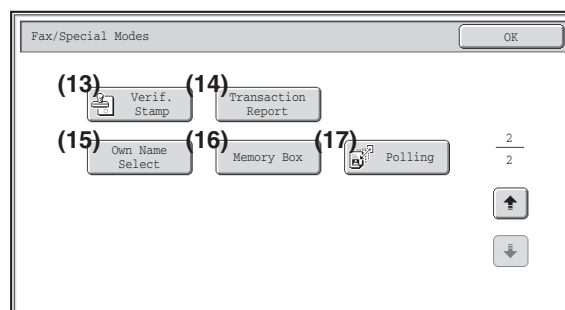 Fax/Special Modes
OK
(13)
Verif.
Stamp
(14)
Transaction
Report
(15)
Own Name
Select
(16)
Memory Box
(17)
Polling
2
2